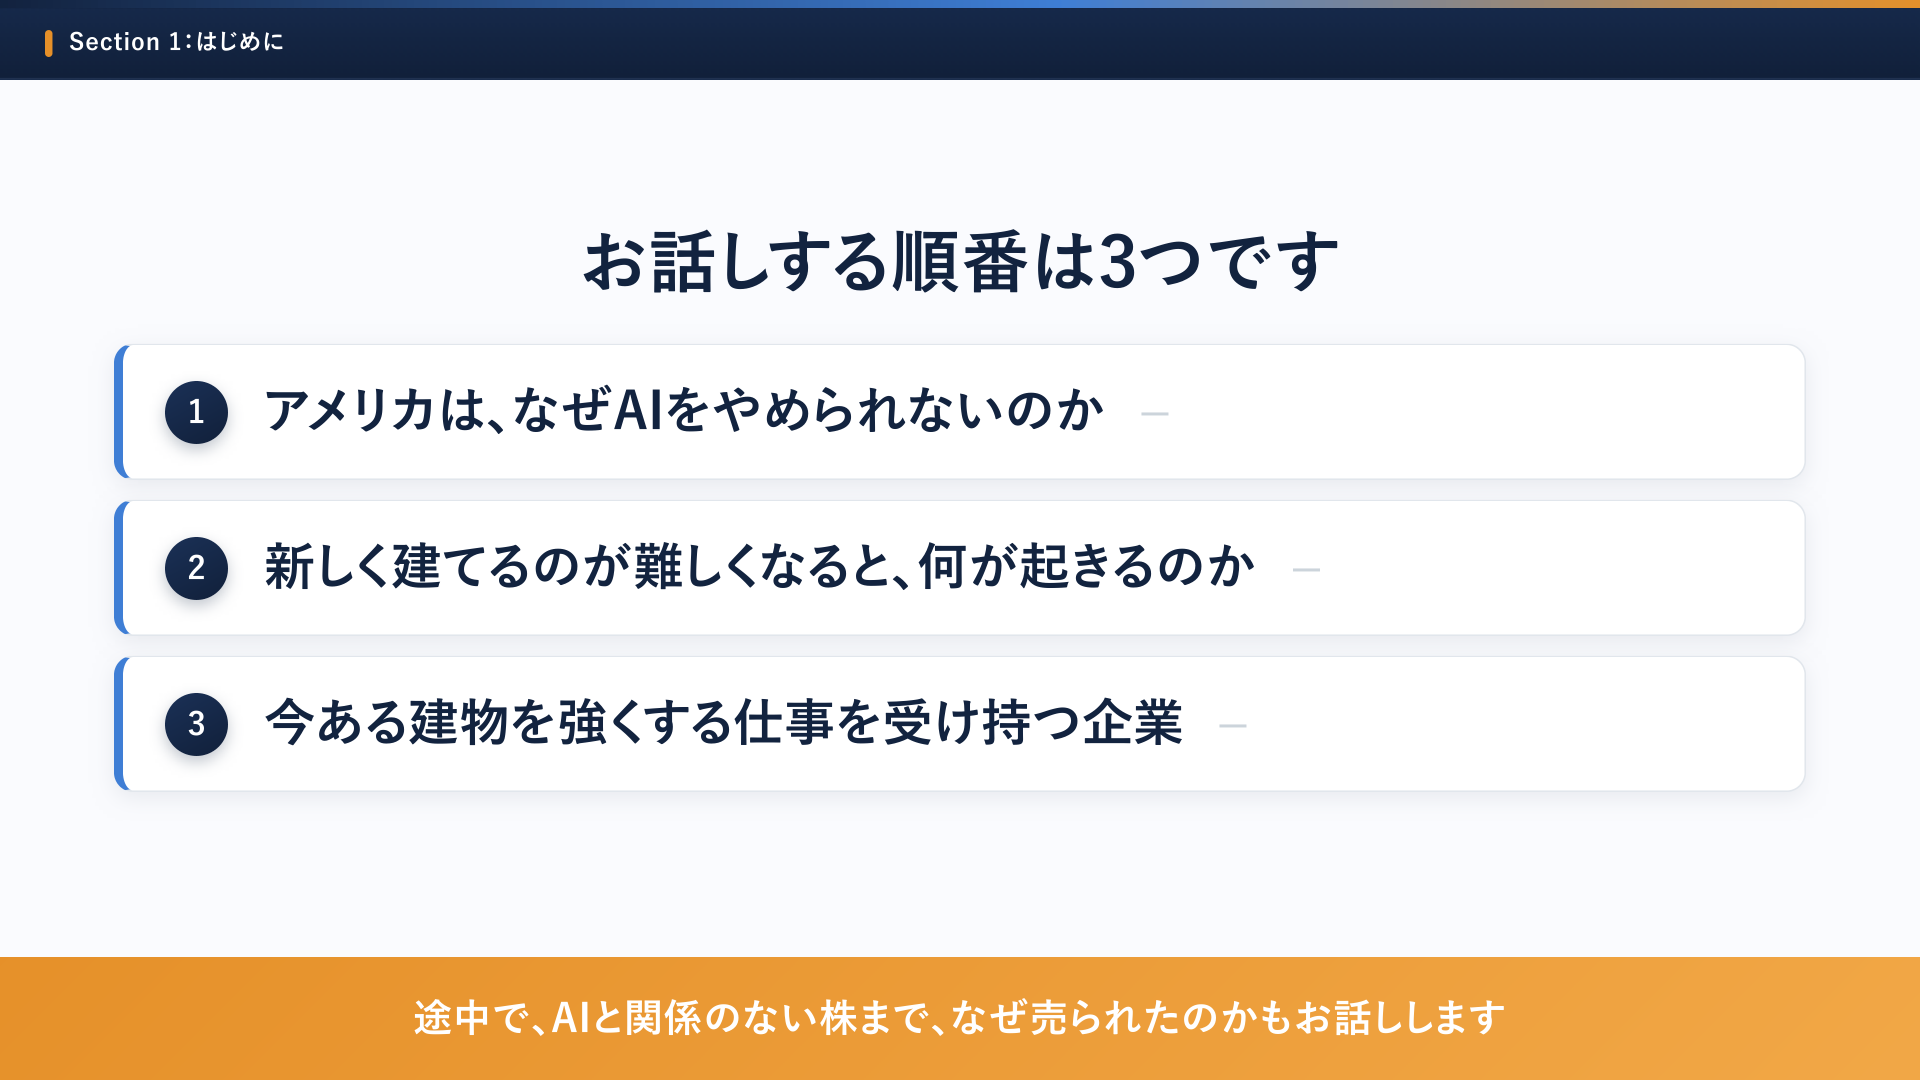 Section 1：はじめに
お話しする順番は3つです
1 アメリカは、なぜAIをやめられないのか —
2 新しく建てるのが難しくなると、何が起きるのか —
3 今ある建物を強くする仕事を受け持つ企業 —
途中で、AIと関係のない株まで、なぜ売られたのかもお話しします